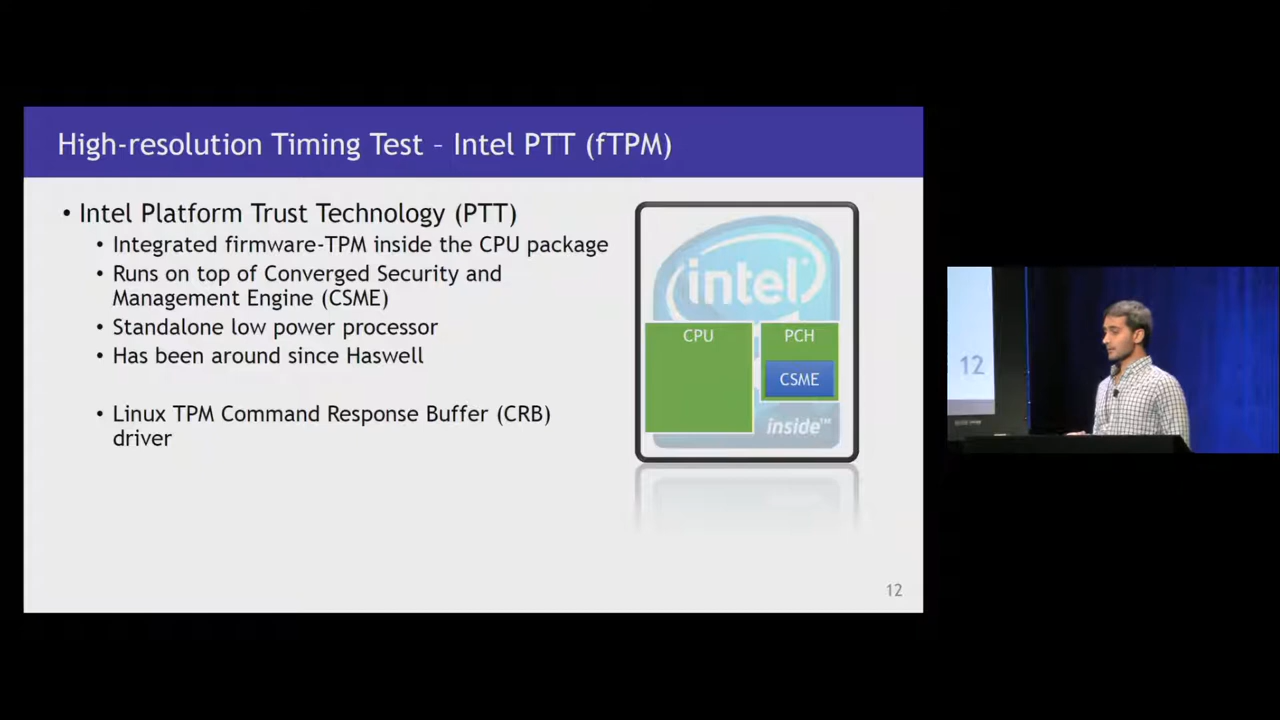 High-resolution Timing Test – Intel PTT (fTPM)
• Intel Platform Trust Technology (PTT)
• Integrated firmware-TPM inside the CPU package
• Runs on top of Converged Security and
Management Engine (CSME)
• Standalone low power processor
• Has been around since Haswell
• Linux TPM Command Response Buffer (CRB)
driver
intel
CPU
PCH
CSME
inside™
12
12